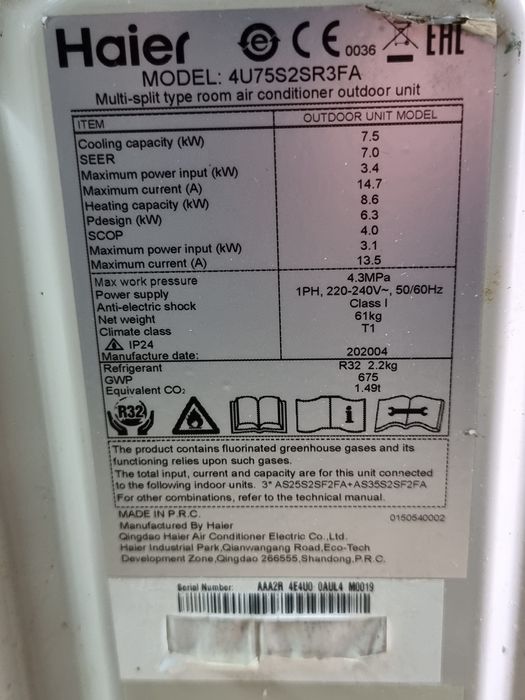 Haier CE 0036 EAC
MODEL: 4U75S2SR3FA
Multi-split type room air conditioner outdoor unit
ITEM OUTDOOR UNIT MODEL
Cooling capacity (kW) 7.5
SEER 7.0
Maximum power input (kW) 3.4
Maximum current (A) 14.7
Heating capacity (kW) 8.6
Pdesign (kW) 6.3
SCOP 4.0
Maximum power input (kW) 3.1
Maximum current (A) 13.5
Max work pressure 4.3MPa
Power supply 1PH, 220-240V~, 50/60Hz
Anti-electric shock Class I
Net weight 61kg
Climate class T1
IP24
Manufacture date: 202004
Refrigerant R32 2.2kg
GWP 675
Equivalent CO₂ 1.49t
R32
The product contains fluorinated greenhouse gases and its
functioning relies upon such gases.
The total input, current and capacity are for this unit connected
to the following indoor units. 3* AS25S2SF2FA+AS35S2SF2FA
For other combinations, refer to the technical manual.
MADE IN P.R.C. 0150540002
Manufactured By Haier
Qingdao Haier Air Conditioner Electric Co.,Ltd.
Haier Industrial Park,Qianwangang Road,Eco-Tech
Development Zone,Qingdao 266555,Shandong,P.R.C.
Serial Number: AAA2R 4E4U0 0AUL4 M0019